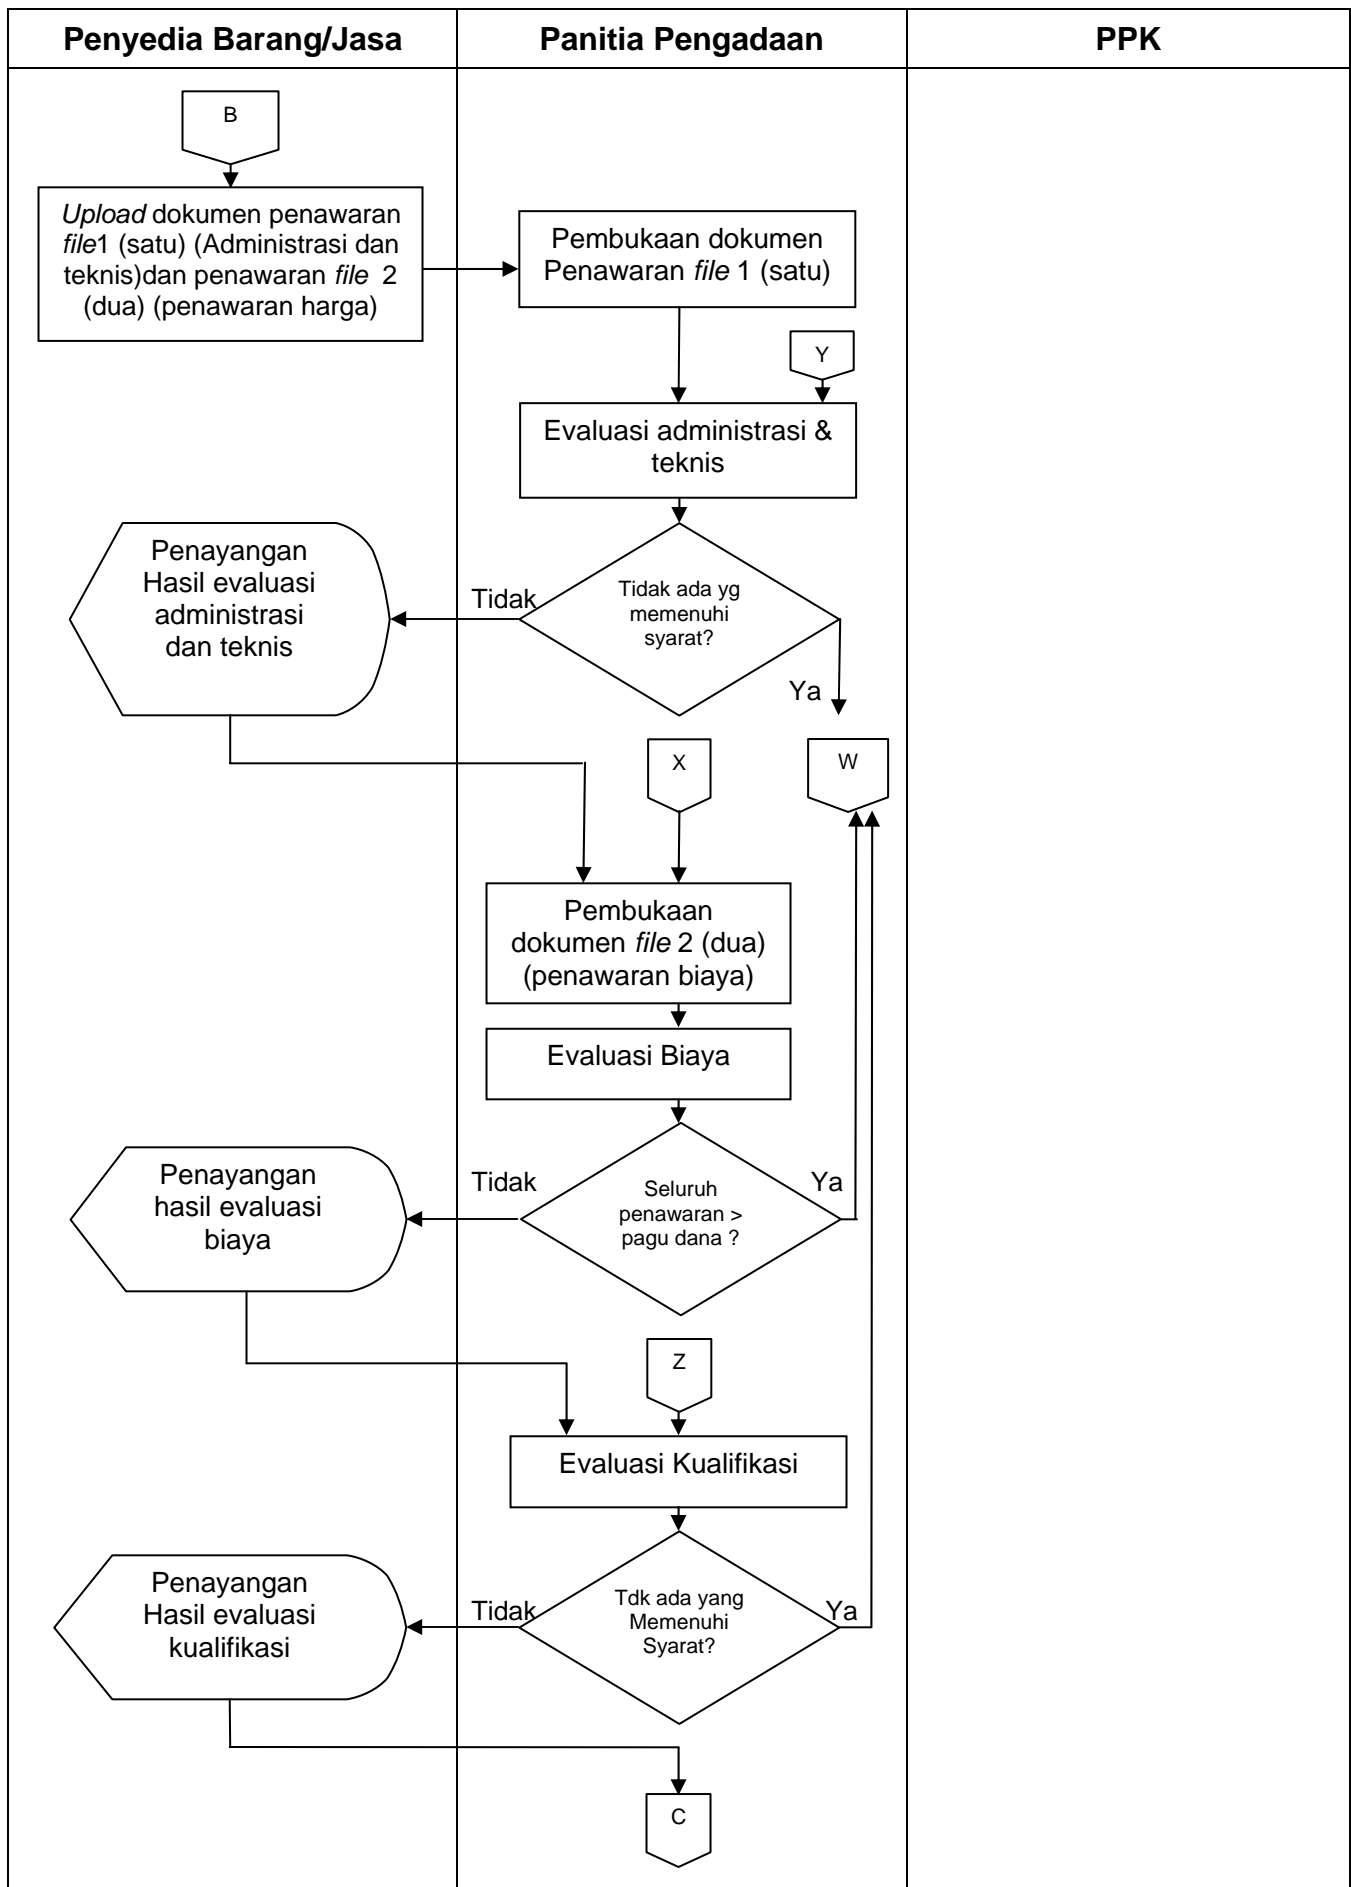 Penyedia Barang/Jasa
Panitia Pengadaan
PPK
B
Upload dokumen penawaran
file1 (satu) (Administrasi dan
teknis)dan penawaran file 2
(dua) (penawaran harga)
Pembukaan dokumen
Penawaran file 1 (satu)
Y
Evaluasi administrasi &
teknis
Tidak ada yg
memenuhi
syarat?
Tidak
Ya
Penayangan
Hasil evaluasi
administrasi
dan teknis
X
W
Pembukaan
dokumen file 2 (dua)
(penawaran biaya)
Evaluasi Biaya
Seluruh
penawaran >
pagu dana ?
Tidak
Ya
Penayangan
hasil evaluasi
biaya
Z
Evaluasi Kualifikasi
Tdk ada yang
Memenuhi
Syarat?
Tidak
Ya
Penayangan
Hasil evaluasi
kualifikasi
C